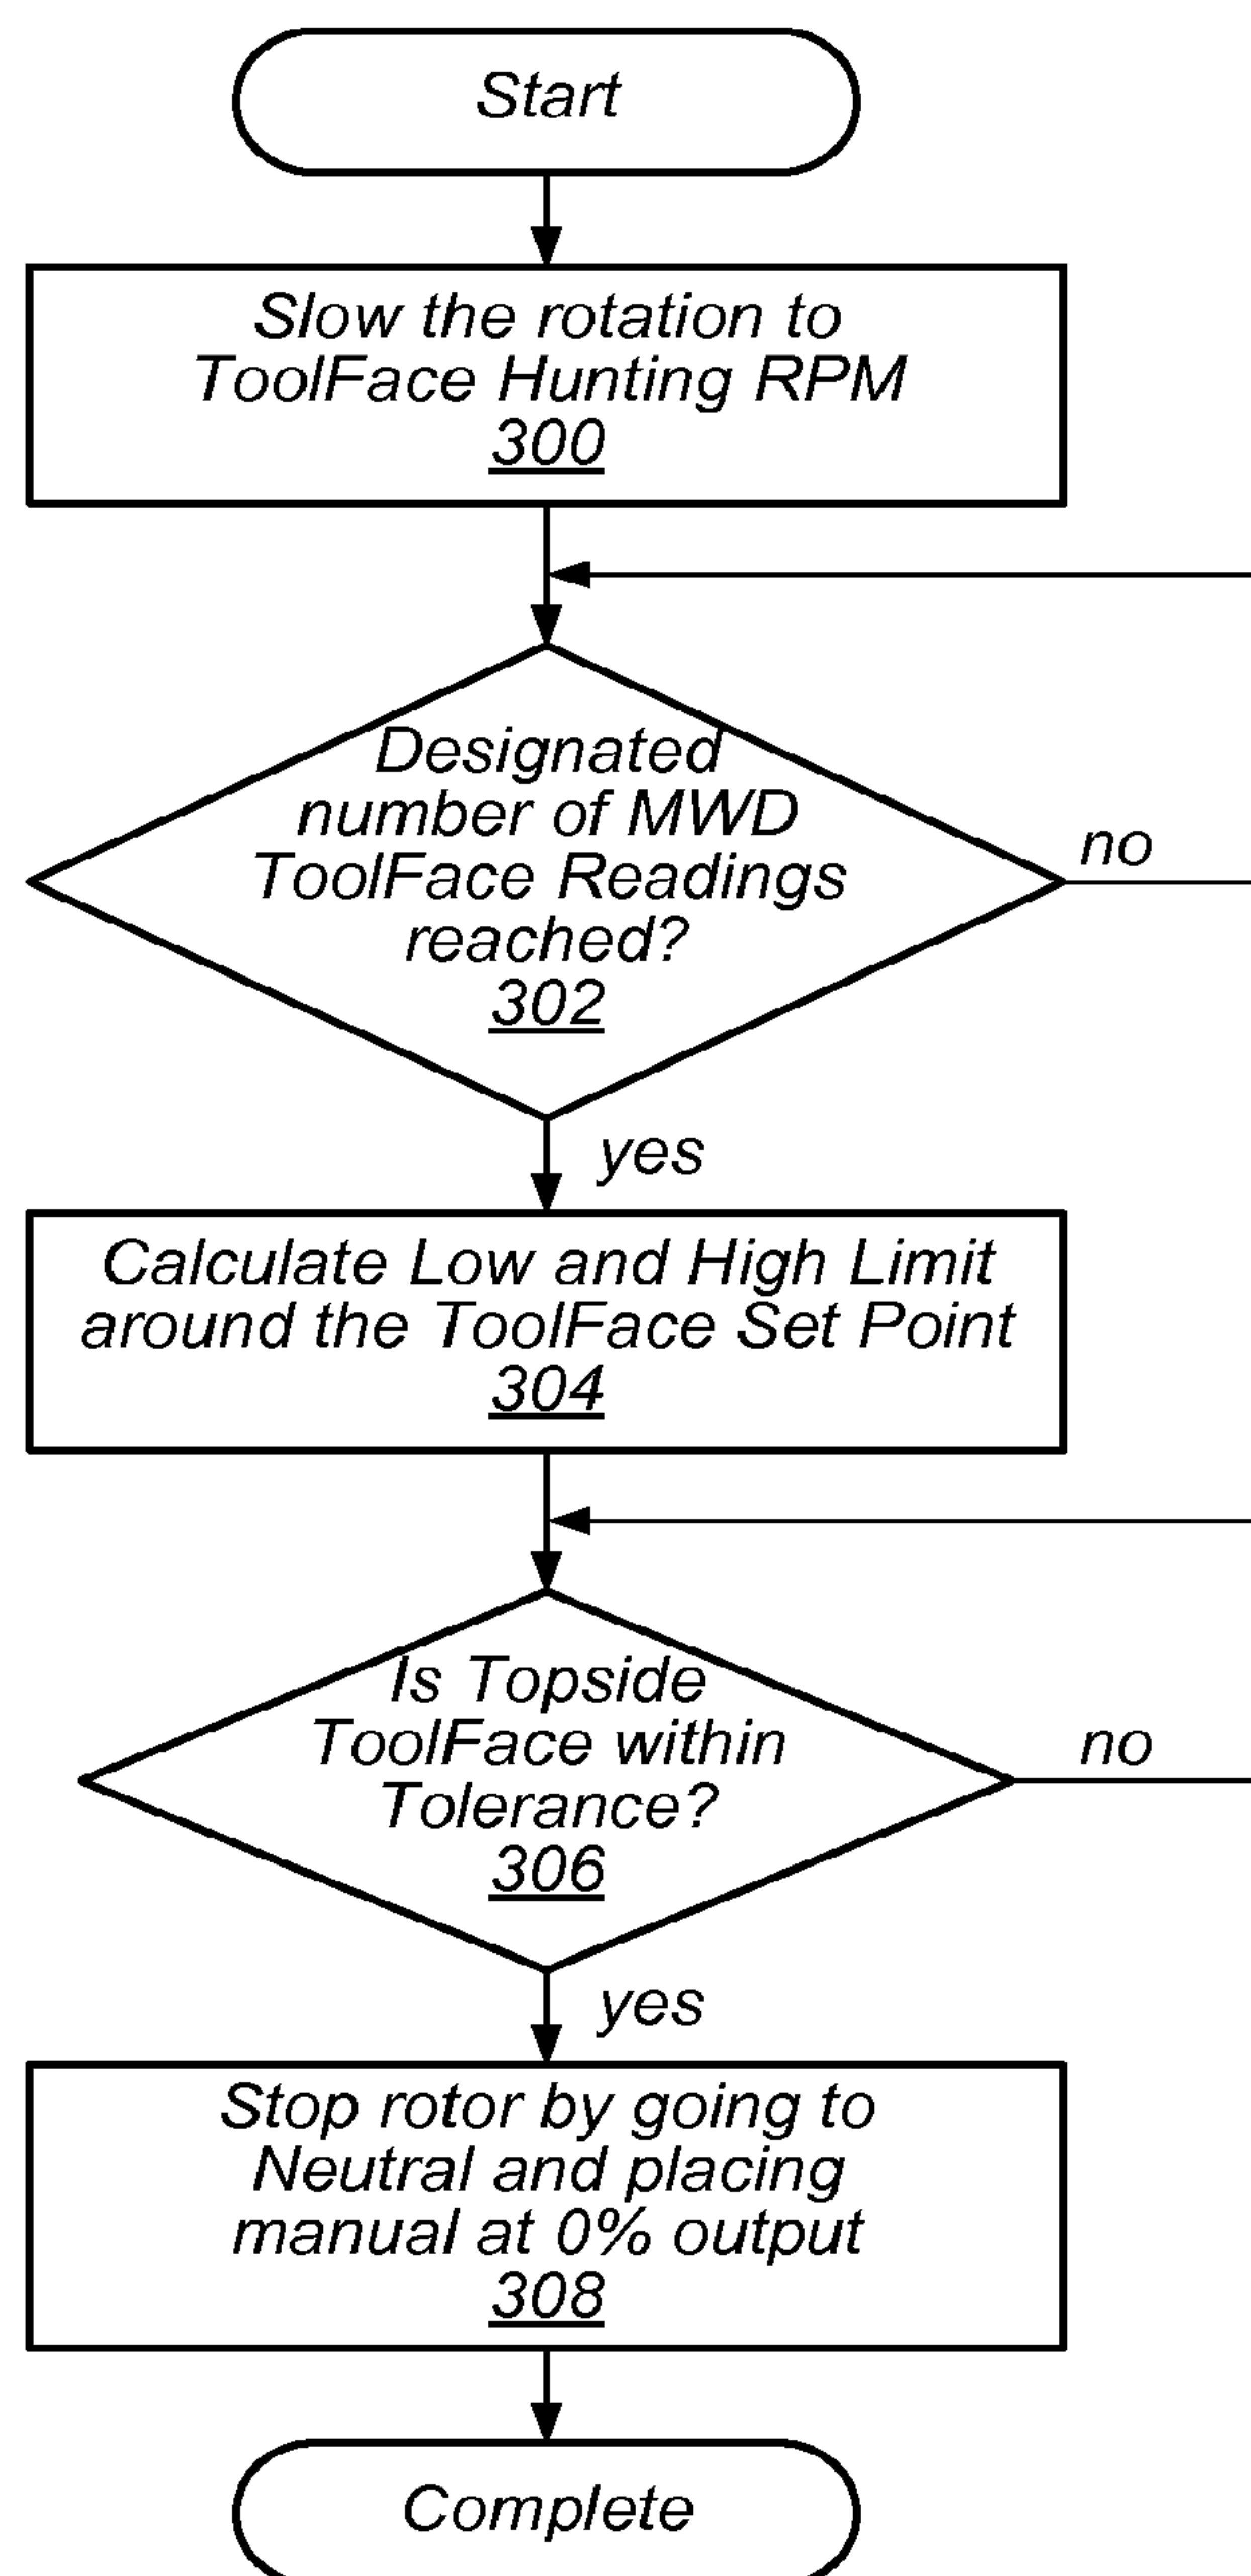 Start
Slow the rotation to
ToolFace Hunting RPM
300
Designated
number of MWD
ToolFace Readings
reached?
302
no
yes
Calculate Low and High Limit
around the ToolFace Set Point
304
Is Topside
ToolFace within
Tolerance?
306
no
yes
Stop rotor by going to
Neutral and placing
manual at 0% output
308
Complete